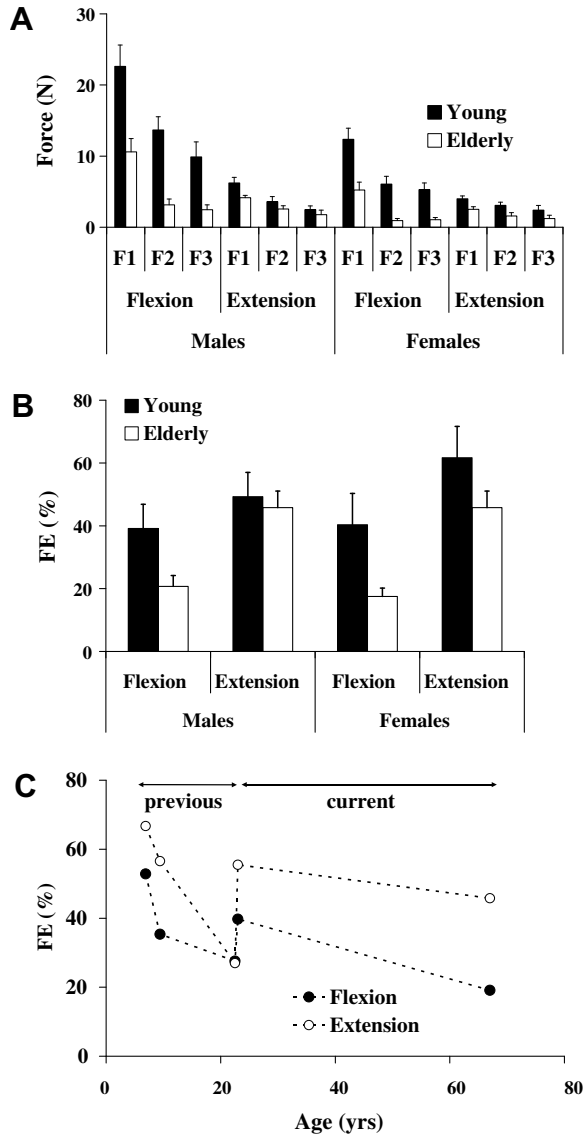 A
30
20
10
0
Force (N)
Young
Elderly
F1 F2 F3 F1 F2 F3 F1 F2 F3 F1 F2 F3
Flexion Extension Flexion Extension
Males Females
B
80
60
40
20
0
FE (%)
Young
Elderly
Flexion Extension Flexion Extension
Males Females
C
80
60
40
20
0
FE (%)
previous current
Flexion
Extension
0 20 40 60 80
Age (yrs)